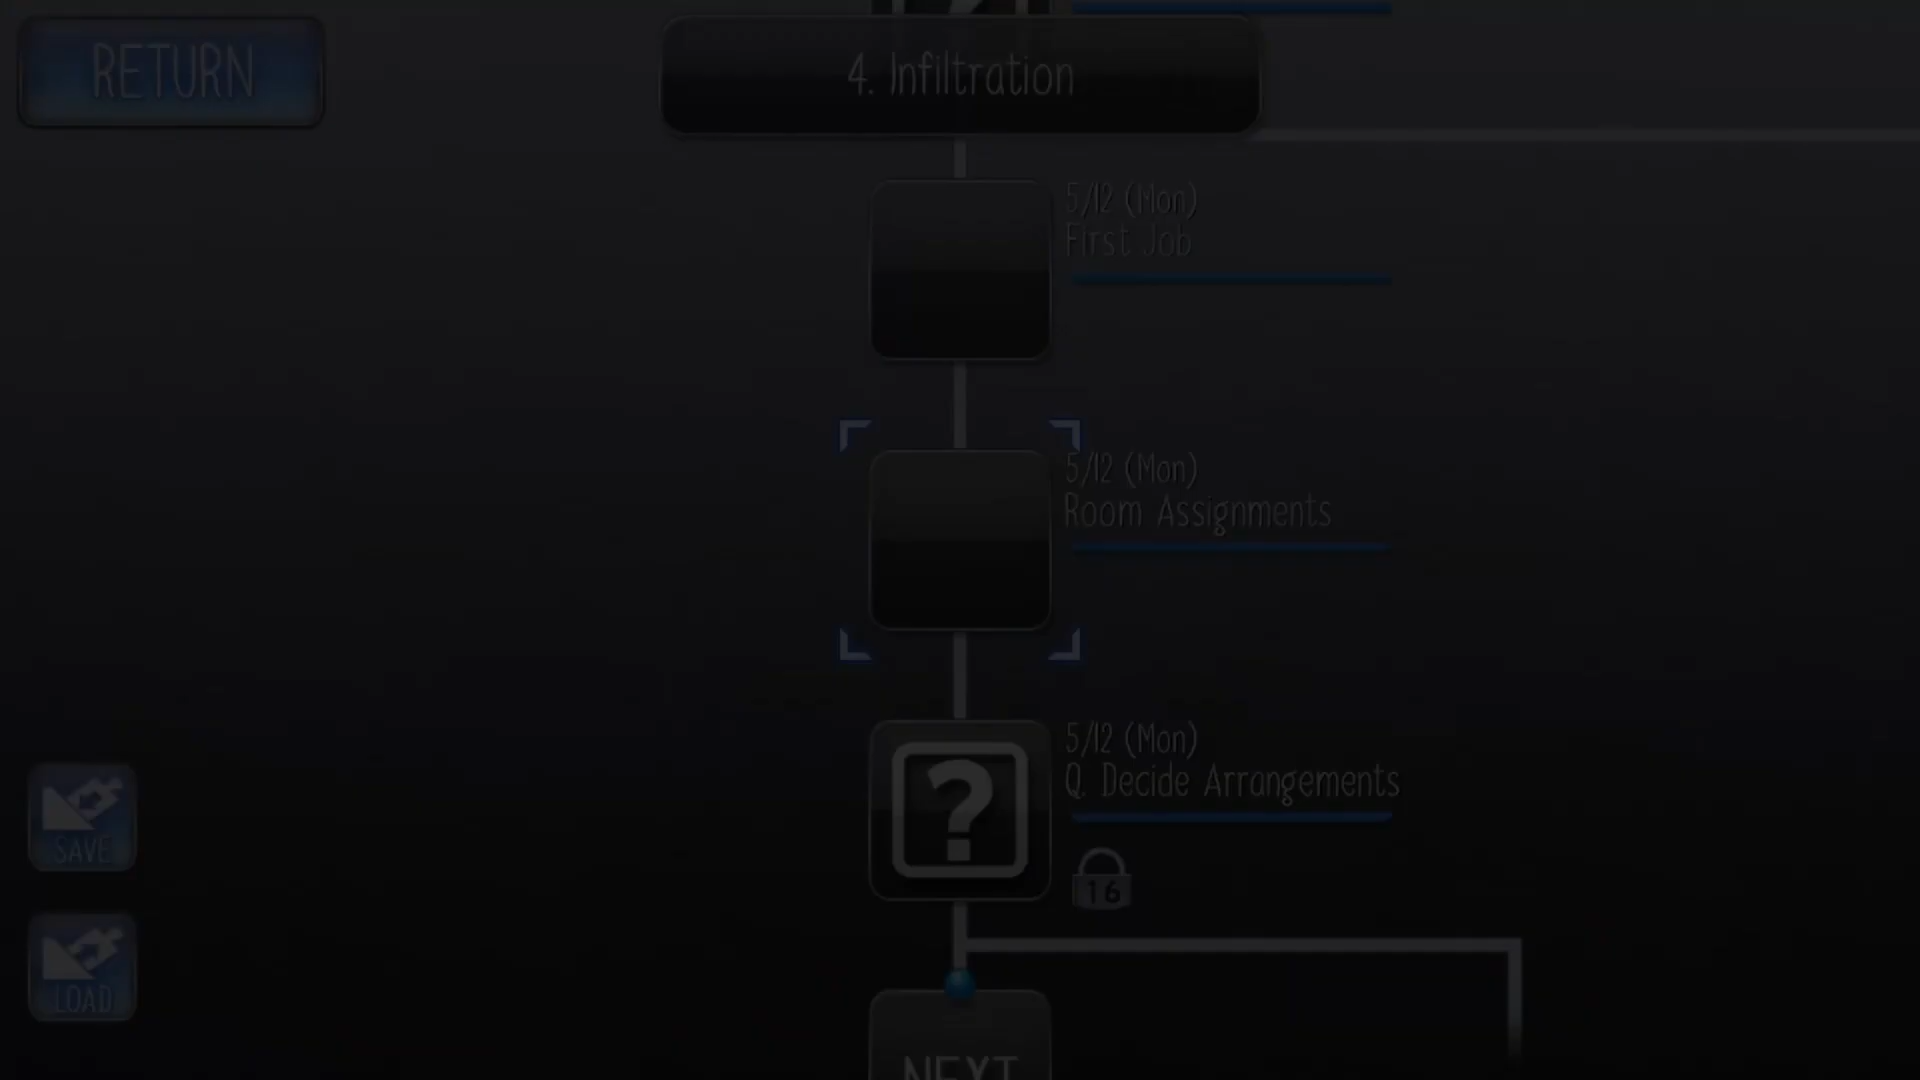 RETURN
4. Infiltration
5/12 (Mon)
First Job
5/12 (Mon)
Room Assignments
5/12 (Mon)
Q. Decide Arrangements
?
16
SAVE
LOAD
NEXT